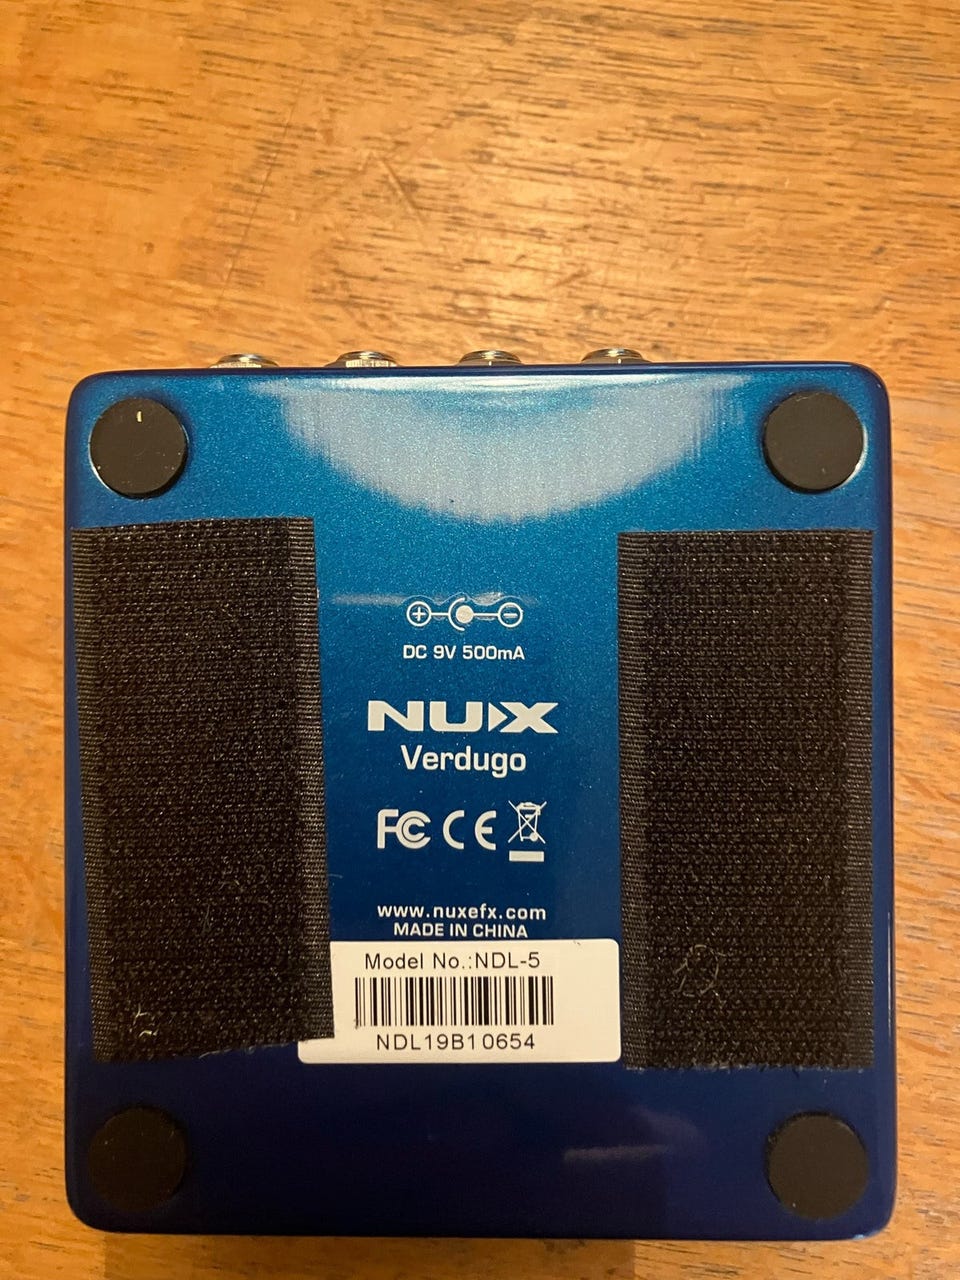 DC 9V 500mA
NUX
Verdugo
FC CE
www.nuxefx.com
MADE IN CHINA
Model No.:NDL-5
NDL19B10654